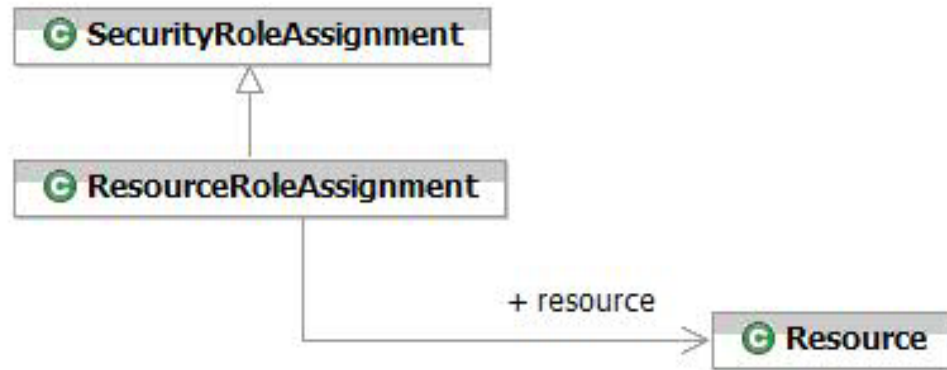 C SecurityRoleAssignment
C ResourceRoleAssignment
+ resource
C Resource